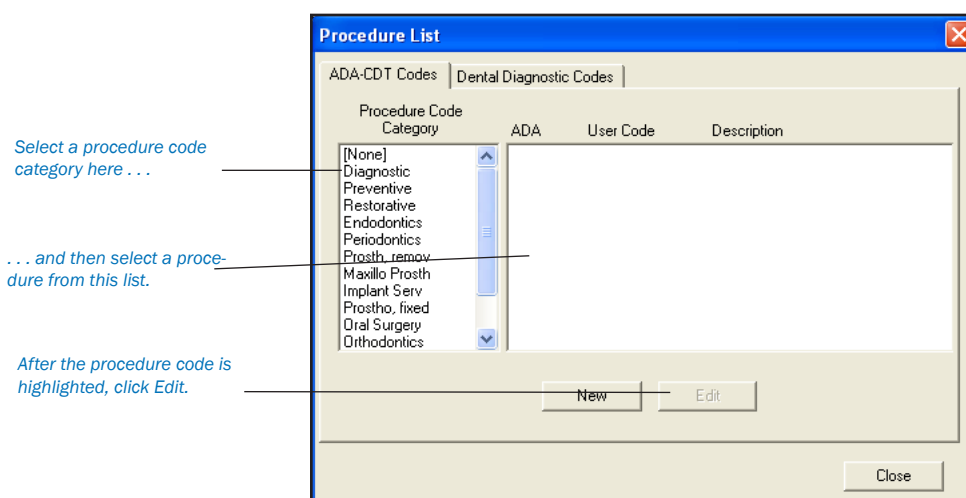 Procedure List
ADA-CDT Codes
Dental Diagnostic Codes
Procedure Code
Category
ADA
User Code
Description
Select a procedure code
category here . . .
[None]
Diagnostic
Preventive
Restorative
Endodontics
Periodontics
Prosth, remov
Maxillo Prosth
Implant Serv
Prostho, fixed
Oral Surgery
Orthodontics
. . . and then select a proce-
dure from this list.
After the procedure code is
highlighted, click Edit.
New
Edit
Close